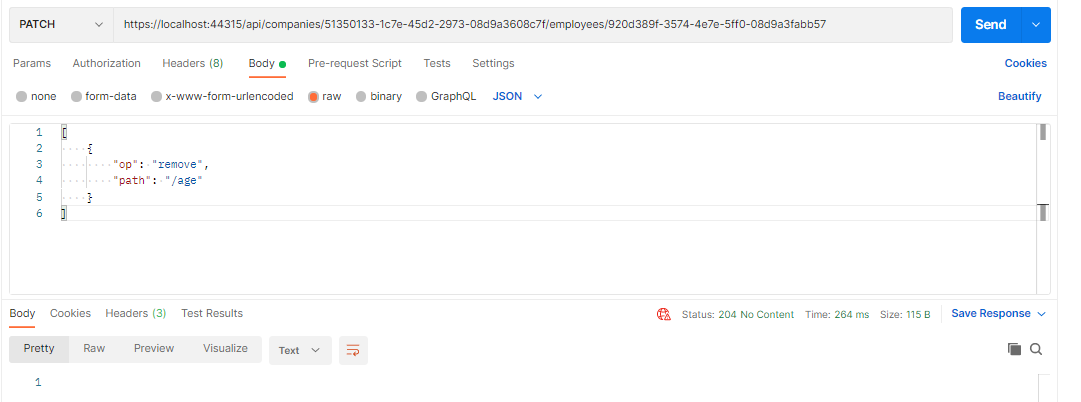 PATCH https://localhost:44315/api/companies/51350133-1c7e-45d2-2973-08d9a3608c7f/employees/920d389f-3574-4e7e-5ff0-08d9a3fabb57 Send
Params Authorization Headers (8) Body Pre-request Script Tests Settings Cookies
none form-data x-www-form-urlencoded raw binary GraphQL JSON Beautify
1 [
2 {
3 "op": "remove",
4 "path": "/age"
5 }
6 ]
Body Cookies Headers (3) Test Results Status: 204 No Content Time: 264 ms Size: 115 B Save Response
Pretty Raw Preview Visualize Text
1